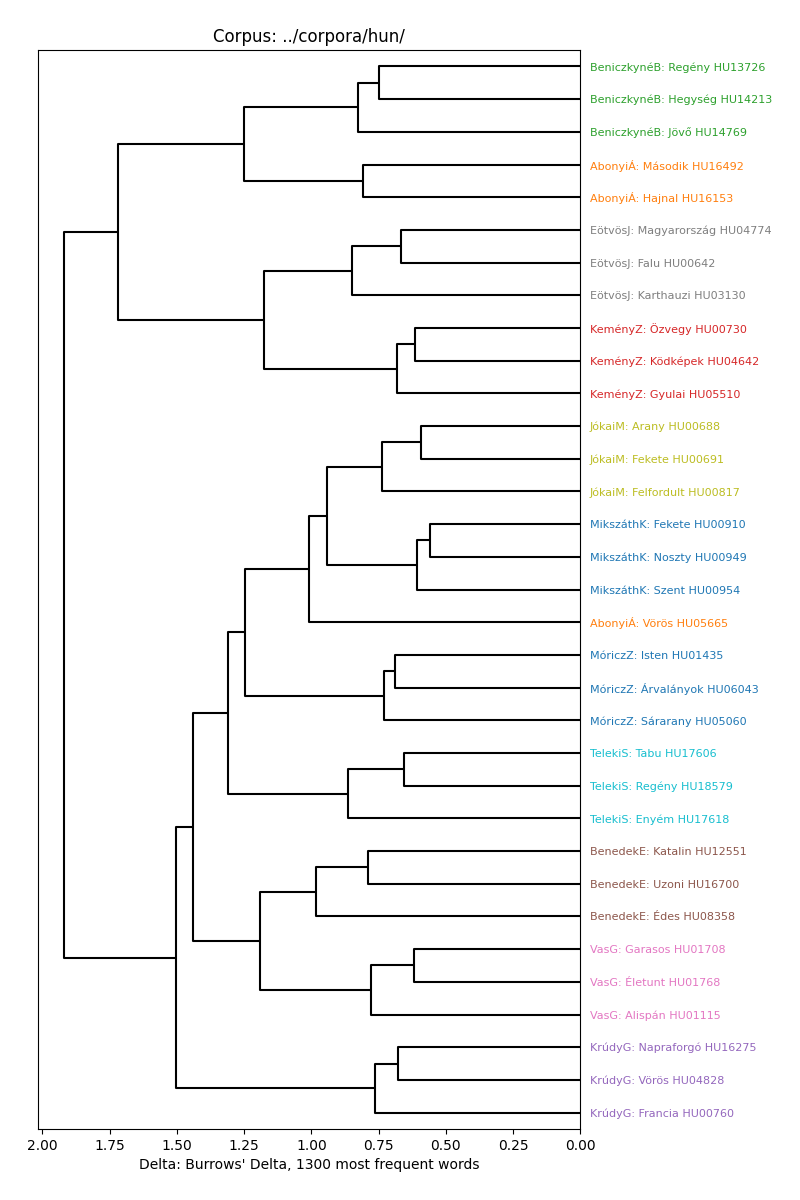 Corpus: ../corpora/hun/
BeniczkynéB: Regény HU13726
BeniczkynéB: Hegység HU14213
BeniczkynéB: Jövő HU14769
AbonyiÁ: Második HU16492
AbonyiÁ: Hajnal HU16153
EötvösJ: Magyarország HU04774
EötvösJ: Falu HU00642
EötvösJ: Karthauzi HU03130
KeményZ: Özvegy HU00730
KeményZ: Ködképek HU04642
KeményZ: Gyulai HU05510
JókaiM: Arany HU00688
JókaiM: Fekete HU00691
JókaiM: Felfordult HU00817
MikszáthK: Fekete HU00910
MikszáthK: Noszty HU00949
MikszáthK: Szent HU00954
AbonyiÁ: Vörös HU05665
MóriczZ: Isten HU01435
MóriczZ: Árvalányok HU06043
MóriczZ: Sárarany HU05060
TelekiS: Tabu HU17606
TelekiS: Regény HU18579
TelekiS: Enyém HU17618
BenedekE: Katalin HU12551
BenedekE: Uzoni HU16700
BenedekE: Édes HU08358
VasG: Garasos HU01708
VasG: Életunt HU01768
VasG: Alispán HU01115
KrúdyG: Napraforgó HU16275
KrúdyG: Vörös HU04828
KrúdyG: Francia HU00760
2.00 1.75 1.50 1.25 1.00 0.75 0.50 0.25 0.00
Delta: Burrows' Delta, 1300 most frequent words